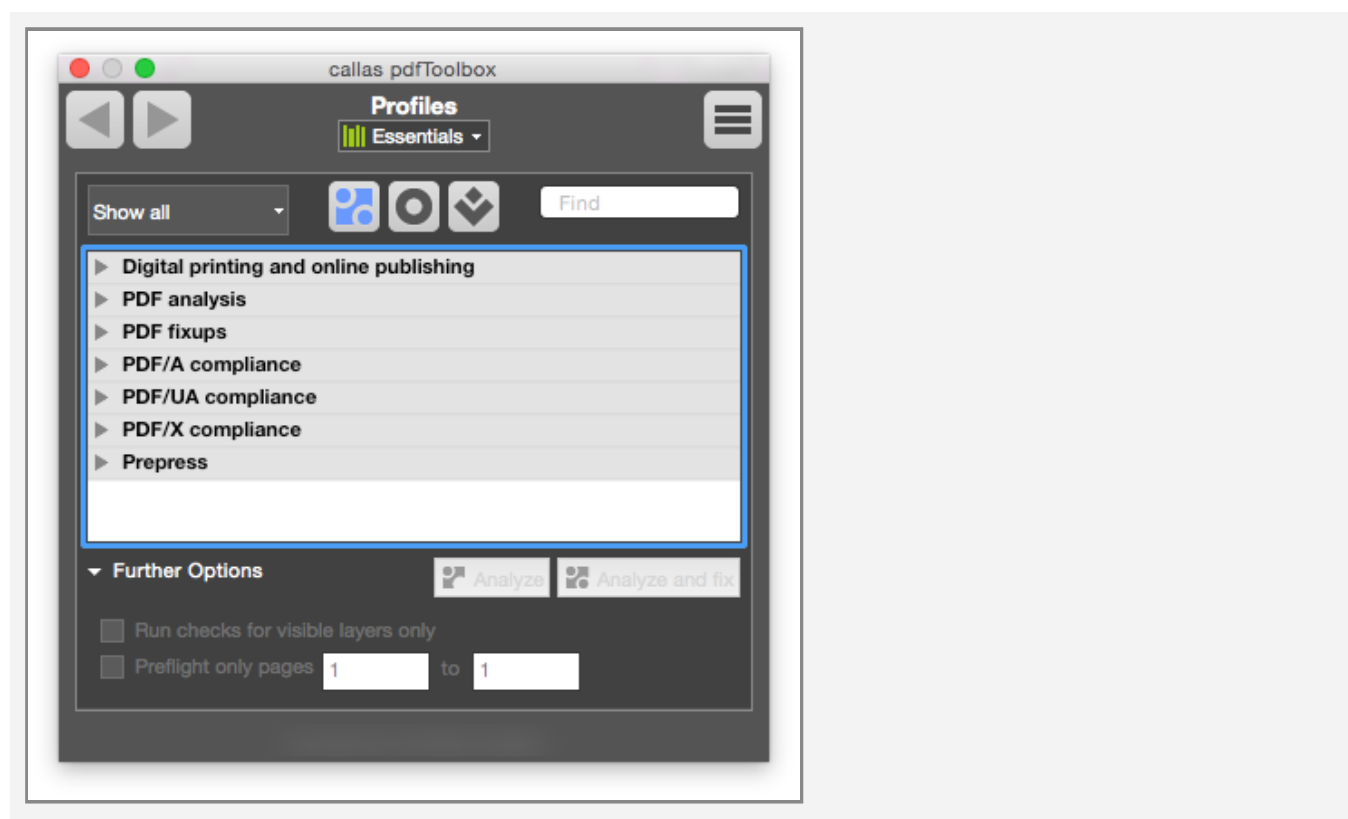 callas pdfToolbox
Profiles
Essentials
Show all
Find
Digital printing and online publishing
PDF analysis
PDF fixups
PDF/A compliance
PDF/UA compliance
PDF/X compliance
Prepress
Further Options
Analyze
Analyze and fix
Run checks for visible layers only
Preflight only pages 1 to 1